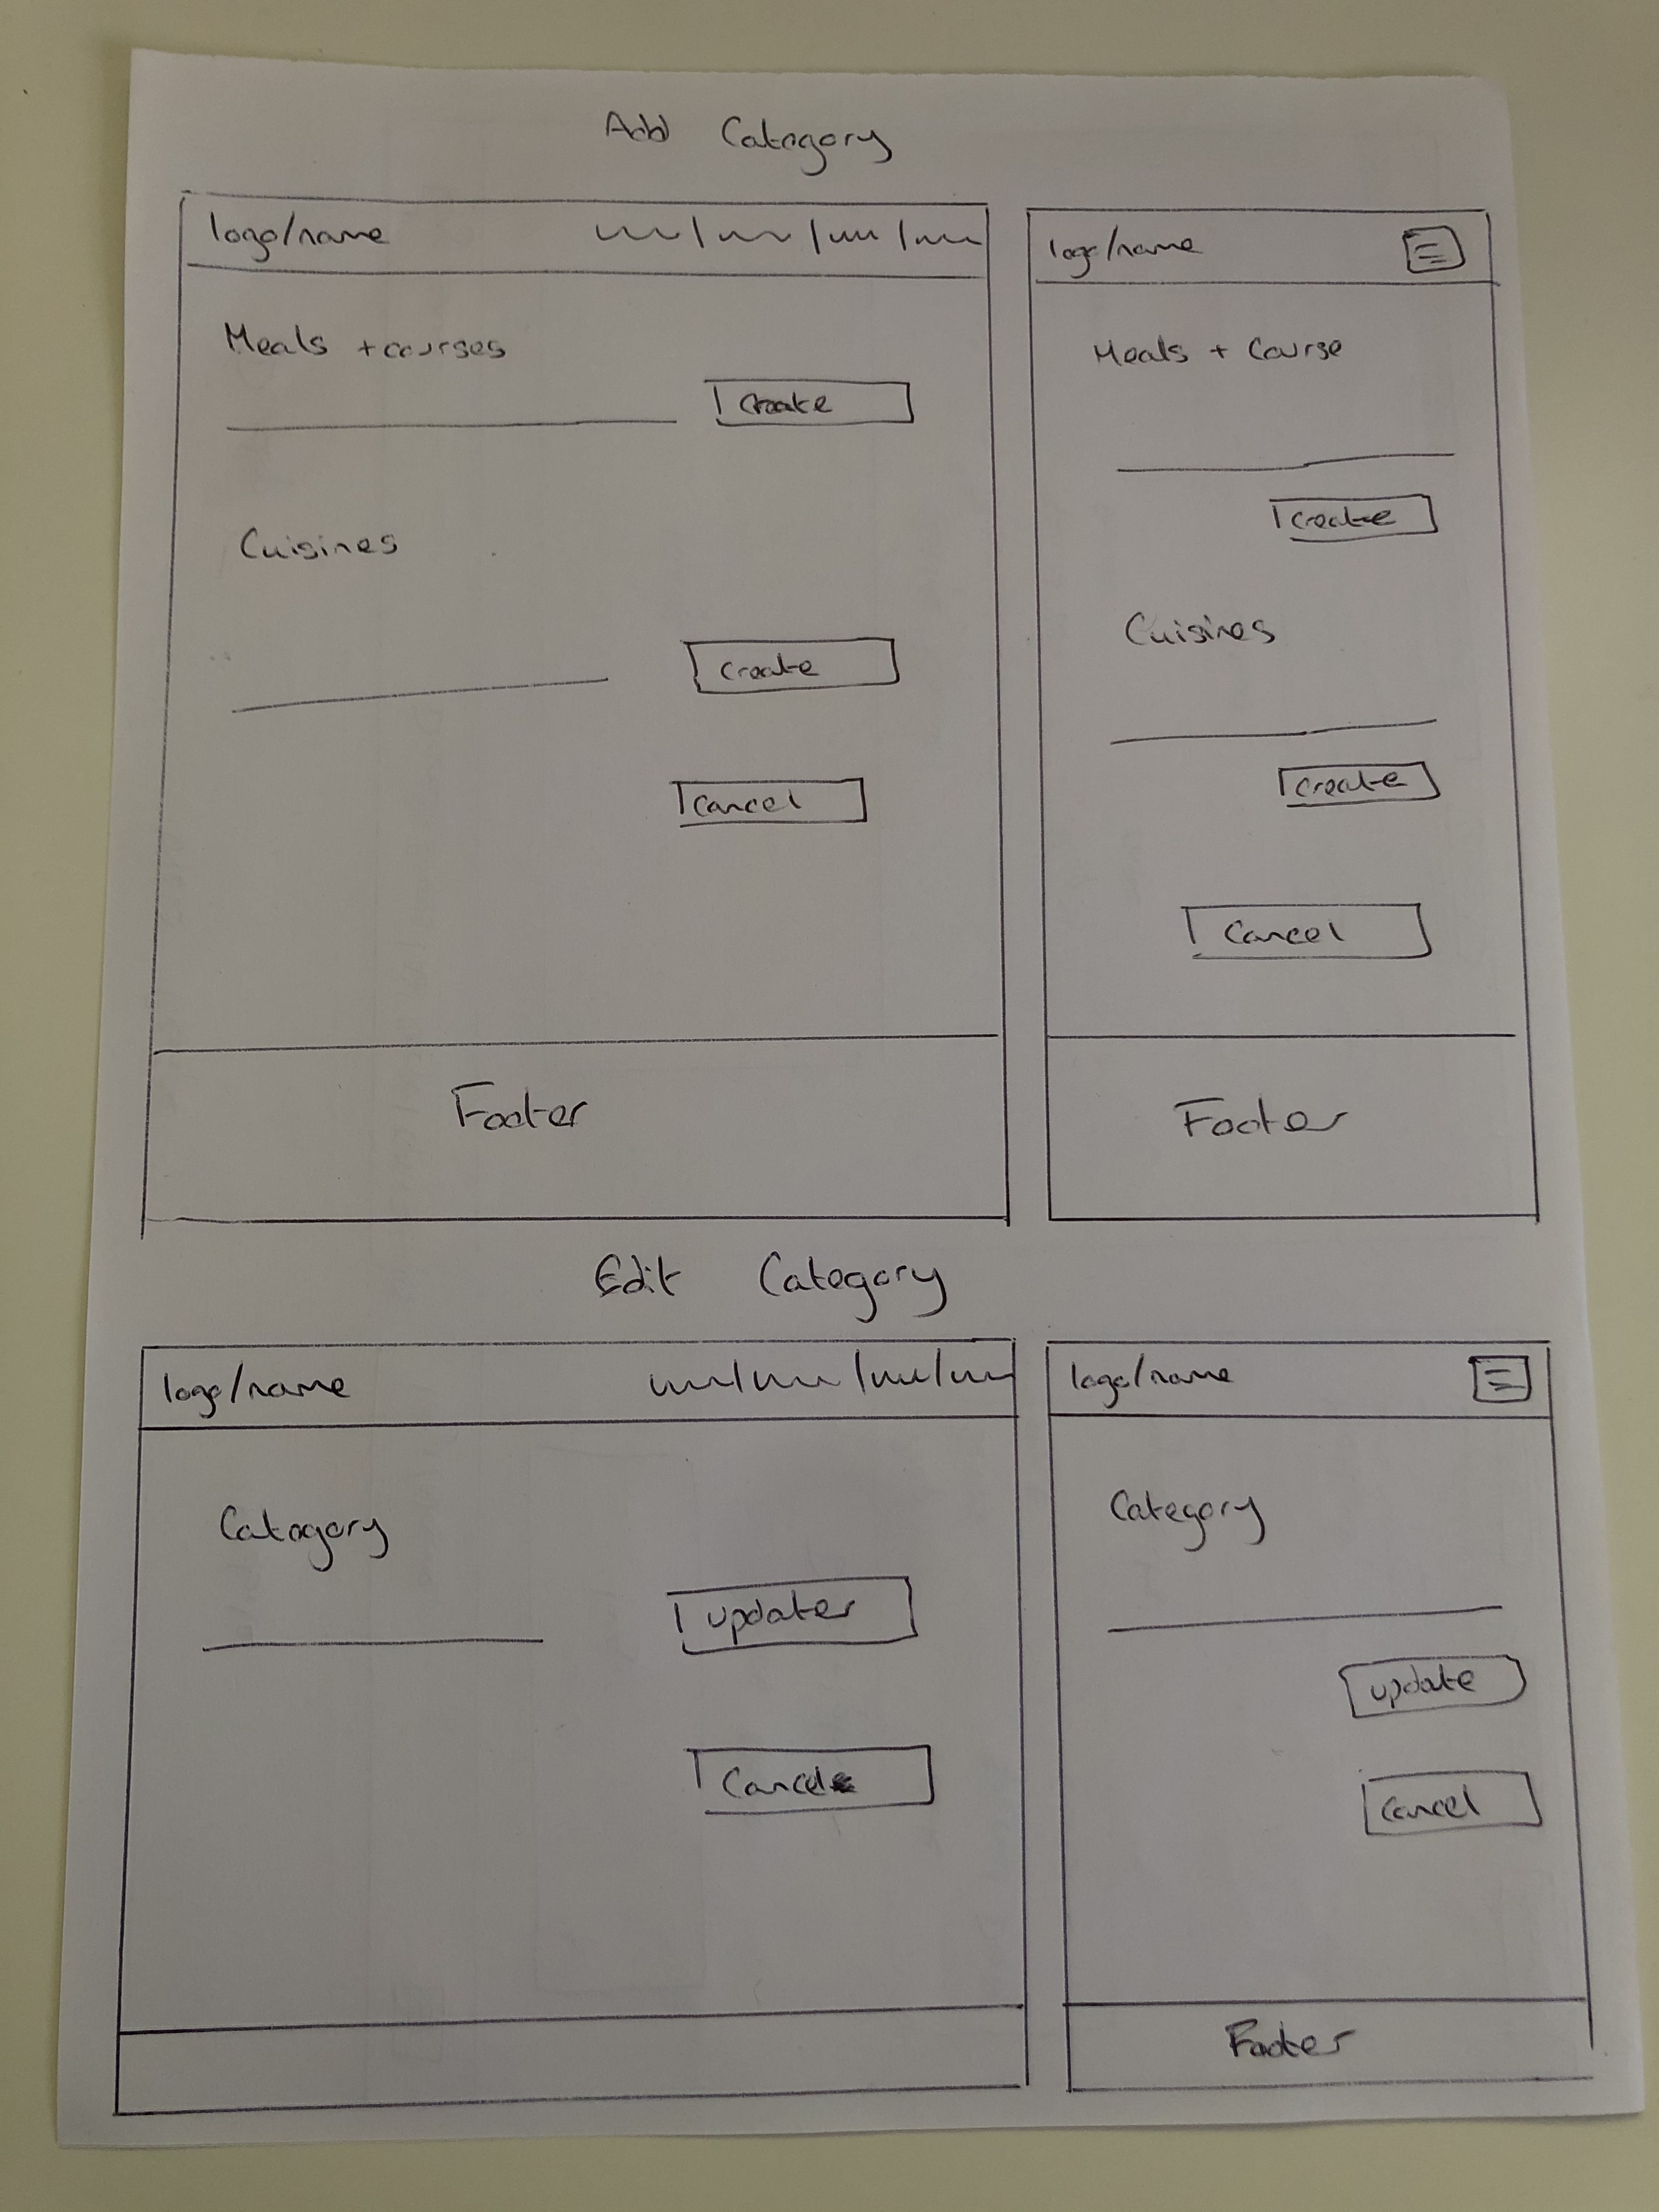 Add Category
logo/name
Meals + courses
create
Cuisines
create
cancel
Footer
logo/name
Meals + Course
create
Cuisines
create
Cancel
Footer
Edit Category
logo/name
Category
updater
Cancel
logo/name
Category
update
cancel
Footer